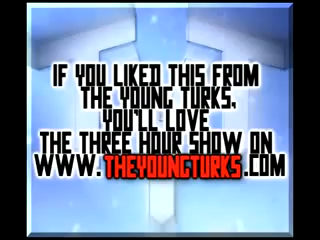 IF YOU LIKED THIS FROM
THE YOUNG TURKS,
YOU'LL LOVE
THE THREE HOUR SHOW ON
WWW.THEYOUNGTURKS.COM